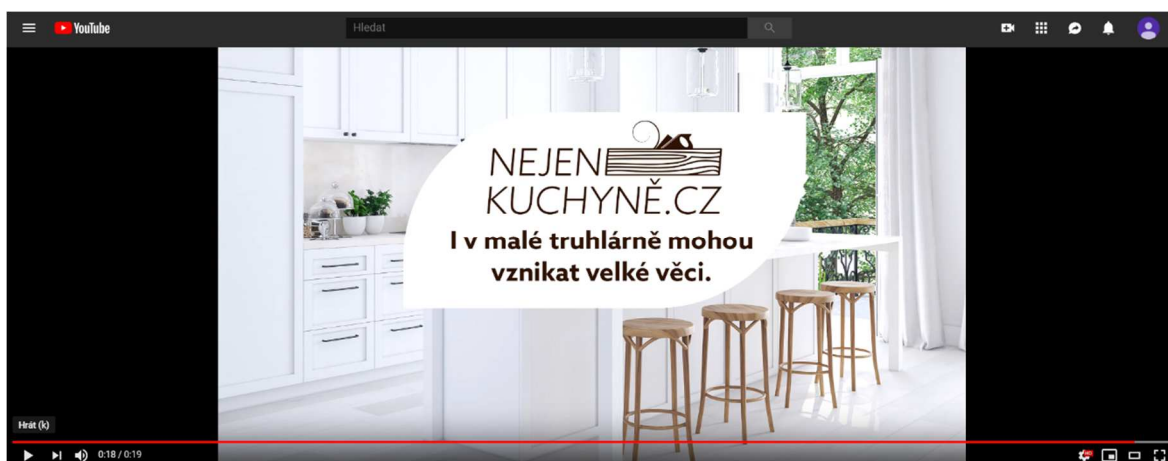 YouTube
Hledat
NEJEN
KUCHYNĚ.CZ
I v malé truhlárně mohou
vznikat velké věci.
Hrát (k)
0:18 / 0:19